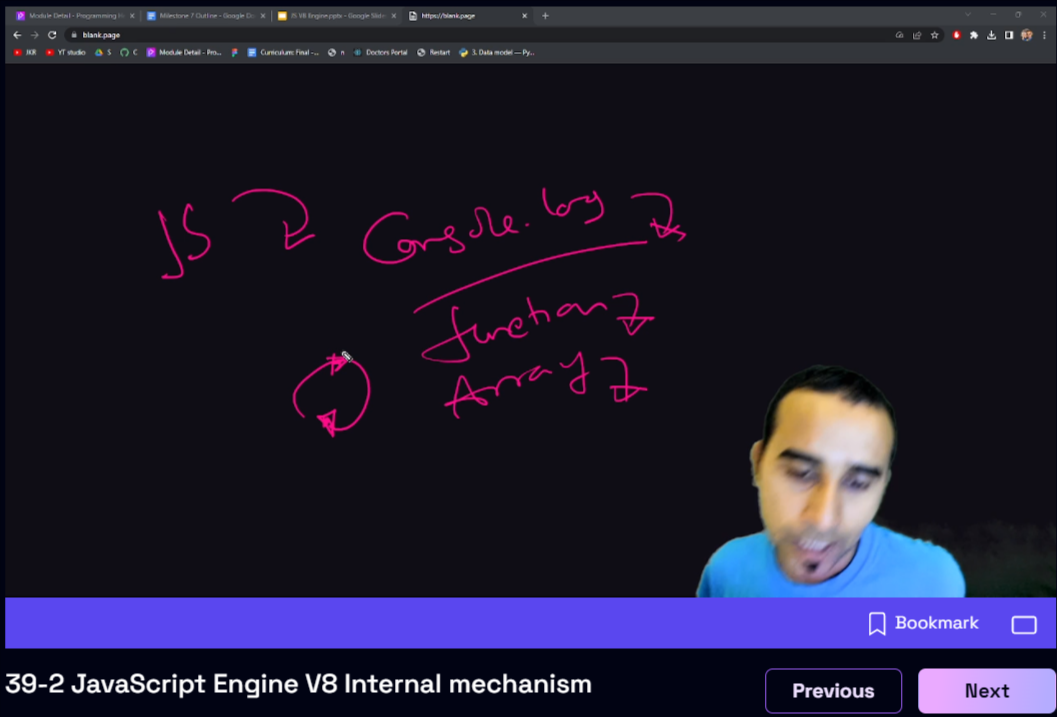 Module Detail - Programming H
Milestone 7 Outline - Google Do
JS V8 Engine.pptx - Google Slide
https://blank.page
blank.page
JKR
YT studio
S
C
Module Detail - Pro...
Curriculum: Final -...
n
Doctors Portal
Restart
3. Data model — Py...
JS
Console.log
function
Array
Bookmark
39-2 JavaScript Engine V8 Internal mechanism
Previous
Next